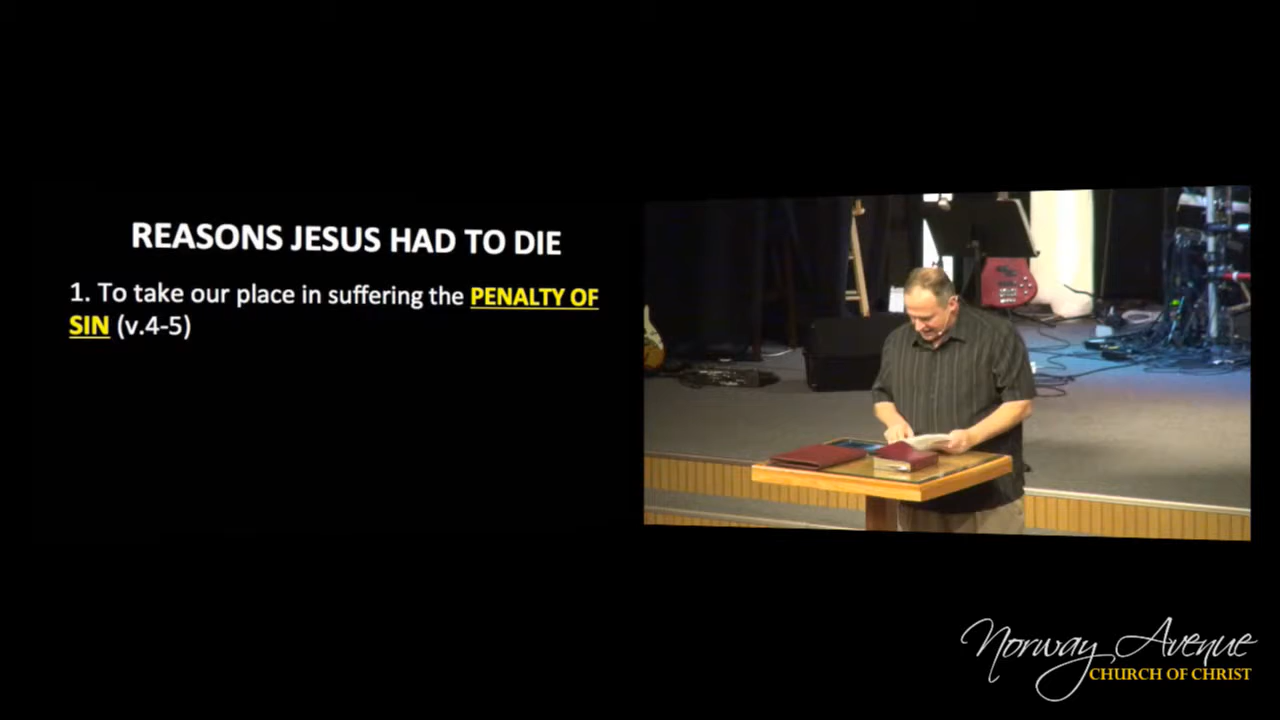 REASONS JESUS HAD TO DIE
1. To take our place in suffering the PENALTY OF
SIN (v.4-5)
Norway Avenue
CHURCH OF CHRIST